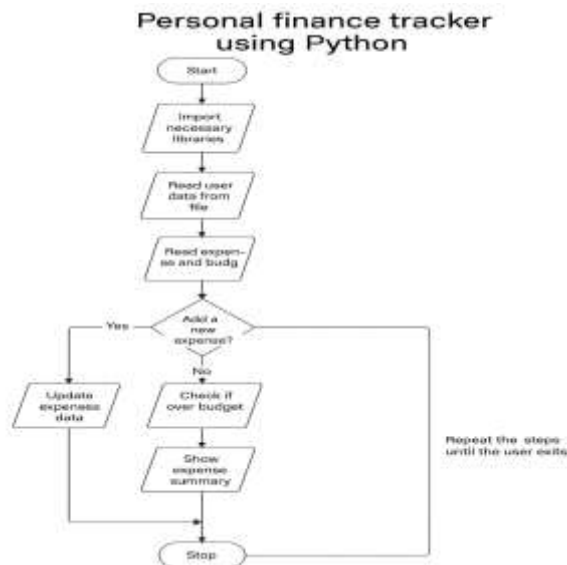 Personal finance tracker
using Python
Start
Import
necessary
libraries
Read user
data from
file
Read expen-
se and budg
Add a
new
expense?
Yes
No
Update
expeness
data
Check if
over budget
Show
expense
summary
Repeat the steps
until the user exits
Stop